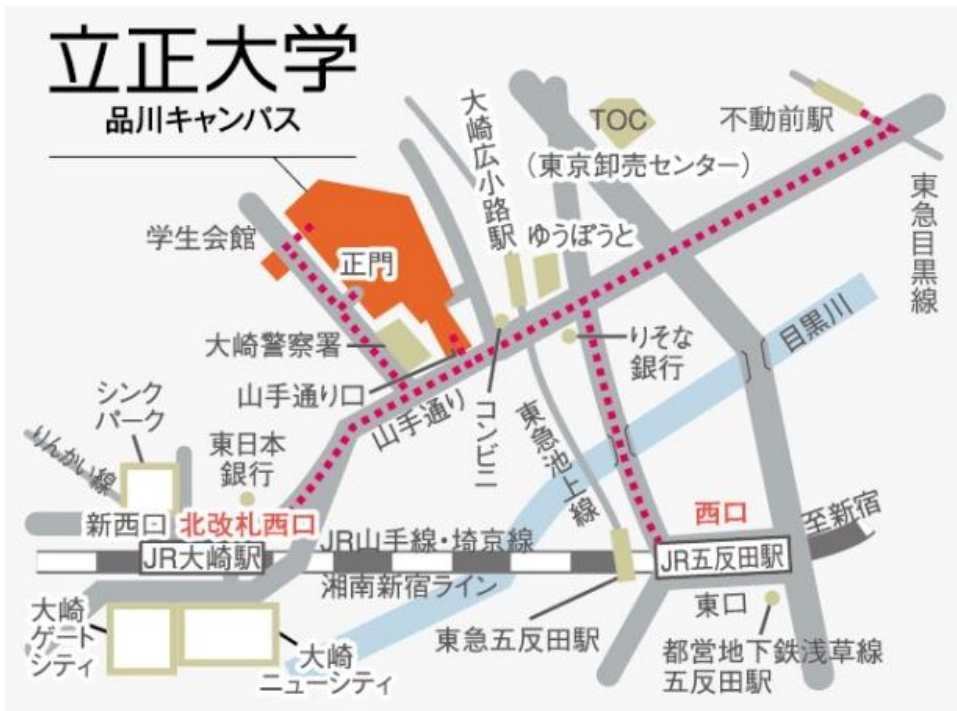 立正大学
品川キャンパス
大崎広小路駅
TOC
(東京卸売センター)
不動前駅
東急目黒線
学生会館
正門
ゆうぽうと
大崎警察署
山手通り口
山手通り
コンビニ
りそな
銀行
目黒川
シンク
パーク
りんかい線
東日本
銀行
東急池上線
新西口
北改札西口
西口
至新宿
JR大崎駅
JR山手線・埼京線
湘南新宿ライン
JR五反田駅
東口
大崎
ゲート
シティ
大崎
ニューシティ
東急五反田駅
都営地下鉄浅草線
五反田駅